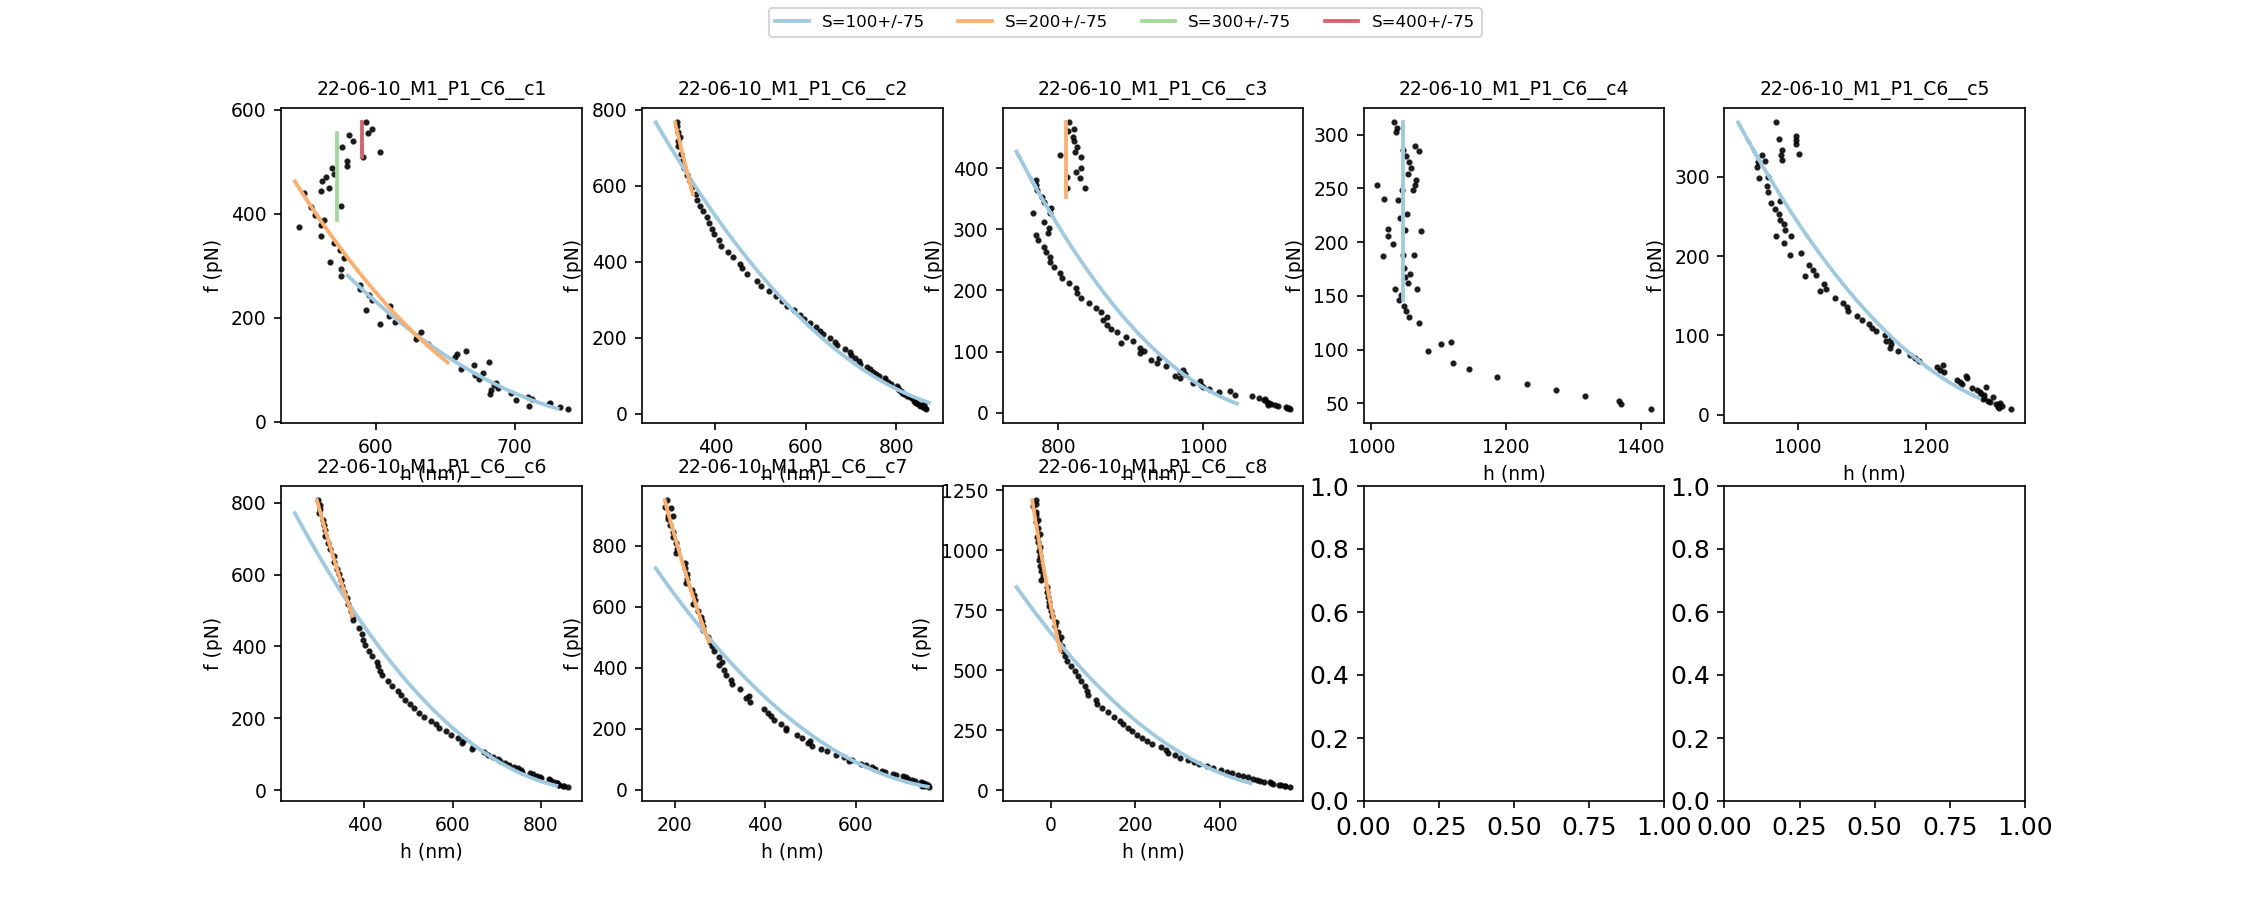 S=100+/-75 S=200+/-75 S=300+/-75 S=400+/-75
22-06-10_M1_P1_C6__c1 22-06-10_M1_P1_C6__c2 22-06-10_M1_P1_C6__c3 22-06-10_M1_P1_C6__c4 22-06-10_M1_P1_C6__c5
f (pN)
600
400
200
0
600 700
h (nm)
f (pN)
800
600
400
200
0
400 600 800
h (nm)
f (pN)
400
300
200
100
0
800 1000
h (nm)
f (pN)
300
250
200
150
100
50
1000 1200 1400
h (nm)
f (pN)
300
200
100
0
1000 1200
h (nm)
22-06-10_M1_P1_C6__c6 22-06-10_M1_P1_C6__c7 22-06-10_M1_P1_C6__c8
f (pN)
800
600
400
200
0
400 600 800
h (nm)
f (pN)
800
600
400
200
0
200 400 600
h (nm)
f (pN)
1250
1000
750
500
250
0
0 200 400
h (nm)
1.0
0.8
0.6
0.4
0.2
0.0
0.00 0.25 0.50 0.75 1.00
1.0
0.8
0.6
0.4
0.2
0.0
0.00 0.25 0.50 0.75 1.00